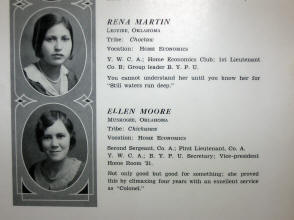 RENA MARTIN
LEQUIRE, OKLAHOMA
Tribe: Choctaw
Vocation: HOME ECONOMICS
Y. W. C. A.; Home Economics Club; 1st Lieutenant
Co. B; Group leader B. Y. P. U.
You cannot understand her until you know her for
"Still waters run deep."
ELLEN MOORE
MUSKOGEE, OKLAHOMA
Tribe: Chickasaw
Vocation: HOME ECONOMICS
Second Sergeant, Co. A.; First Lieutenant, Co. A.
Y. W. C. A.; B. Y. P. U. Secretary; Vice-president
Home Room '31.
Not only good but good for something; she proved
this by climaxing four years with an excellent service
as "Colonel."